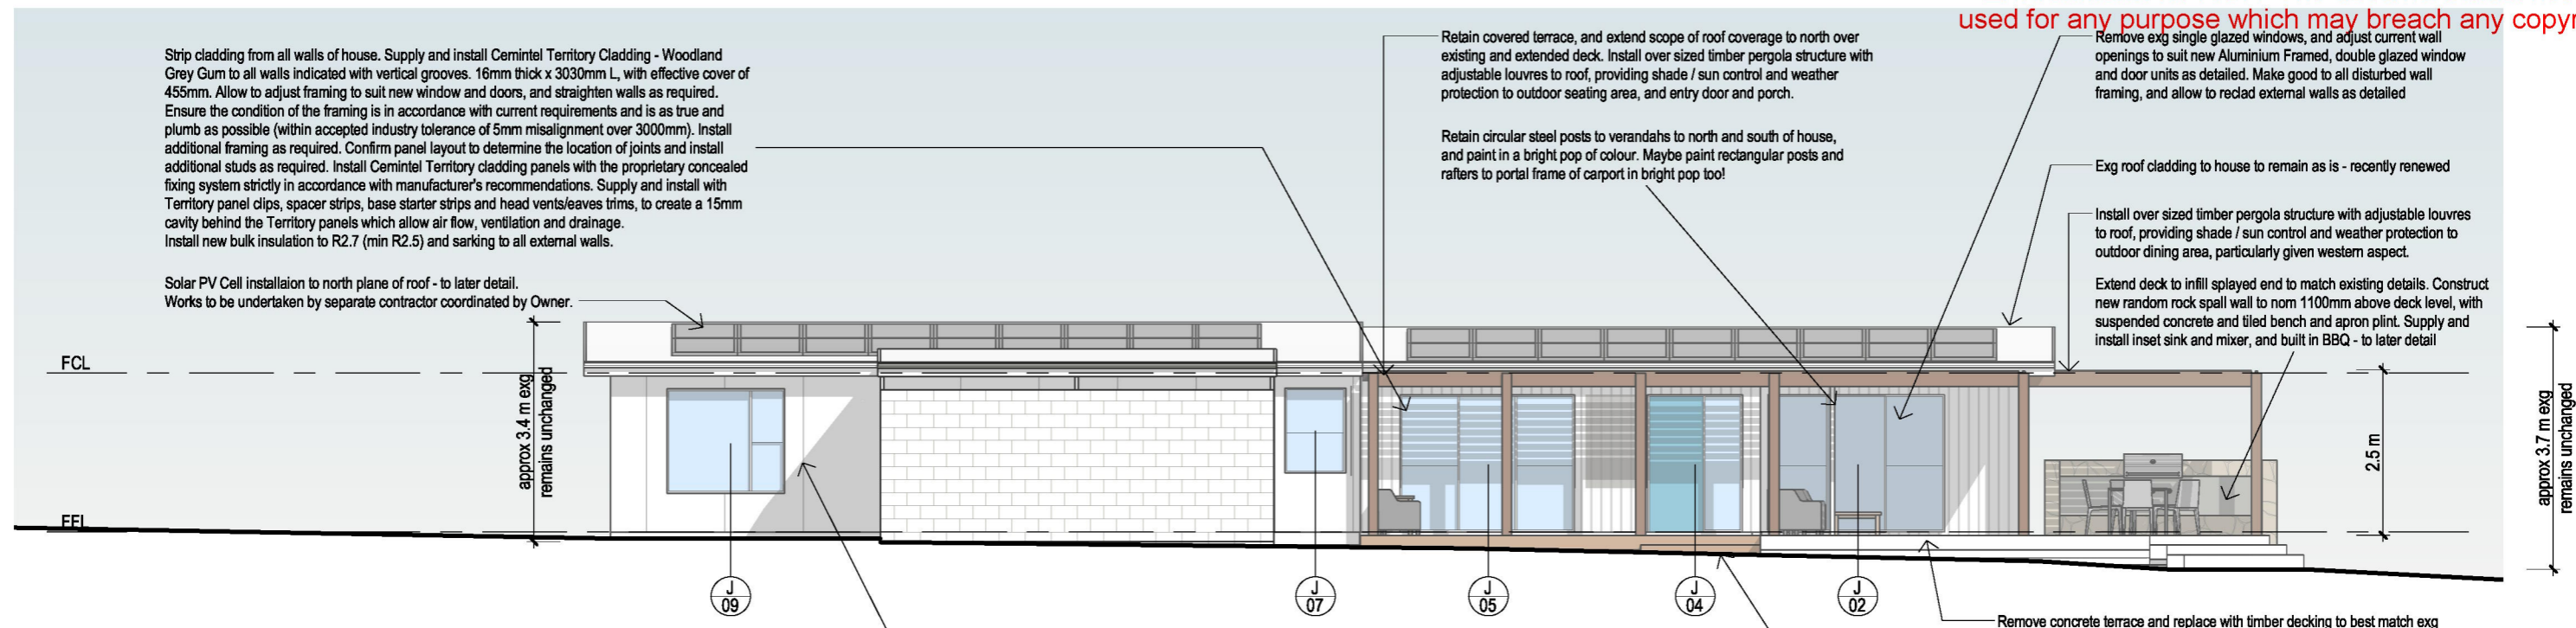 used for any purpose which may breach any copyr
Strip cladding from all walls of house. Supply and install Cemintel Territory Cladding - Woodland
Grey Gum to all walls indicated with vertical grooves. 16mm thick x 3030mm L, with effective cover of
455mm. Allow to adjust framing to suit new window and doors, and straighten walls as required.
Ensure the condition of the framing is in accordance with current requirements and is as true and
plumb as possible (within accepted industry tolerance of 5mm misalignment over 3000mm). Install
additional framing as required. Confirm panel layout to determine the location of joints and install
additional studs as required. Install Cemintel Territory cladding panels with the proprietary concealed
fixing system strictly in accordance with manufacturer's recommendations. Supply and install with
Territory panel clips, spacer strips, base starter strips and head vents/eaves trims, to create a 15mm
cavity behind the Territory panels which allow air flow, ventilation and drainage.
Install new bulk insulation to R2.7 (min R2.5) and sarking to all external walls.
Solar PV Cell installaion to north plane of roof - to later detail.
Works to be undertaken by separate contractor coordinated by Owner.
Retain covered terrace, and extend scope of roof coverage to north over
existing and extended deck. Install over sized timber pergola structure with
adjustable louvres to roof, providing shade / sun control and weather
protection to outdoor seating area, and entry door and porch.
Retain circular steel posts to verandahs to north and south of house,
and paint in a bright pop of colour. Maybe paint rectangular posts and
rafters to portal frame of carport in bright pop too!
Remove exg single glazed windows, and adjust current wall
openings to suit new Aluminium Framed, double glazed window
and door units as detailed. Make good to all disturbed wall
framing, and allow to reclad external walls as detailed
Exg roof cladding to house to remain as is - recently renewed
Install over sized timber pergola structure with adjustable louvres
to roof, providing shade / sun control and weather protection to
outdoor dining area, particularly given western aspect.
Extend deck to infill splayed end to match existing details. Construct
new random rock spall wall to nom 1100mm above deck level, with
suspended concrete and tiled bench and apron plint. Supply and
install inset sink and mixer, and built in BBQ - to later detail
FCL
FFL
approx 3.4 m exg
remains unchanged
2.5 m
approx 3.7 m exg
remains unchanged
J
09
J
07
J
05
J
04
J
02
Remove concrete terrace and replace with timber decking to best match exg